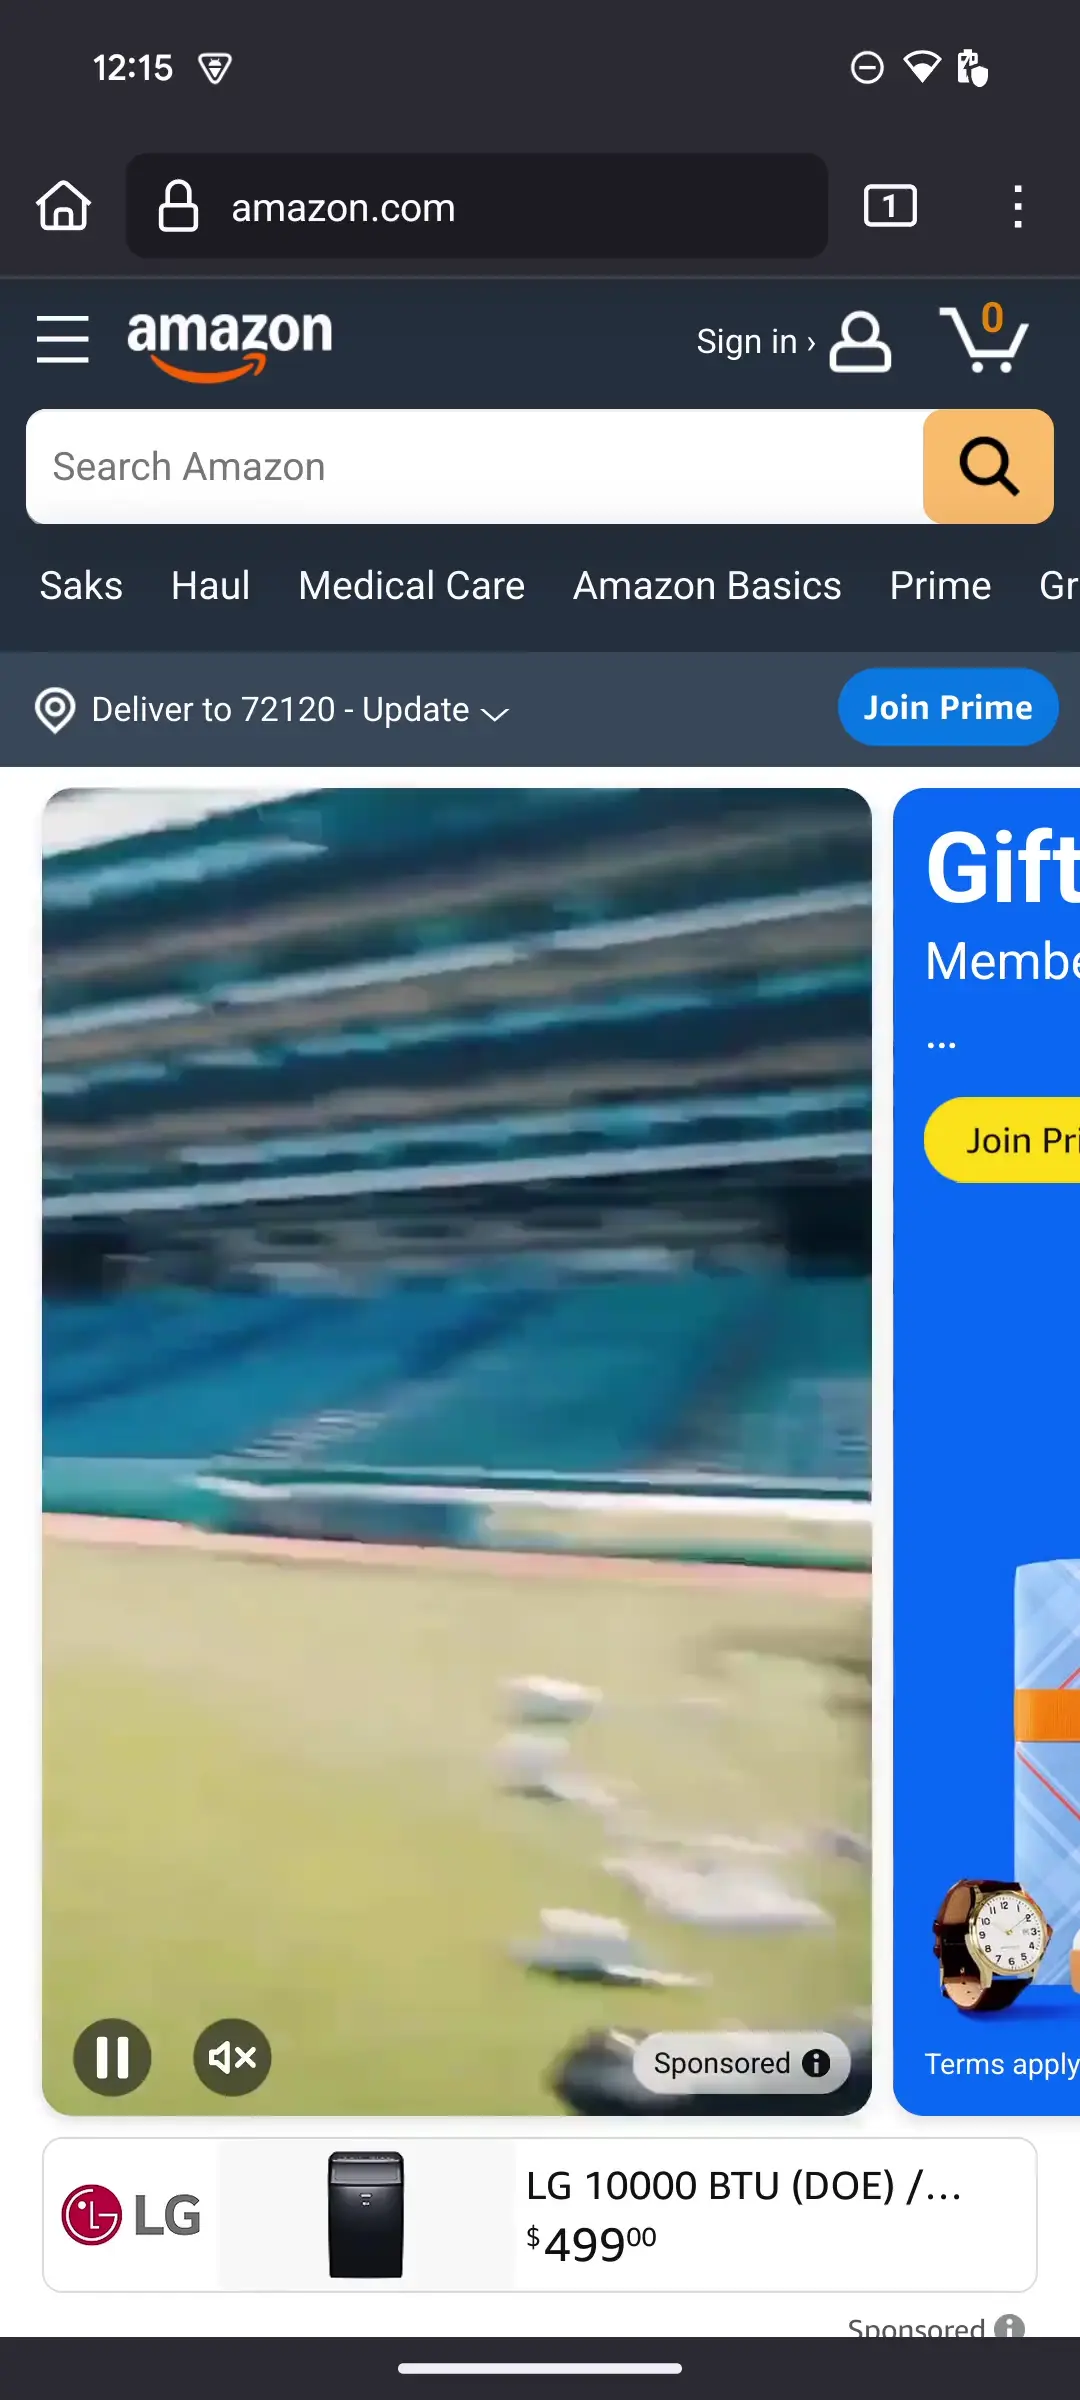 12:15
amazon.com
1
amazon
Sign in ›
0
Search Amazon
Saks Haul Medical Care Amazon Basics Prime Gr
Deliver to 72120 - Update
Join Prime
Gift
Membe
...
Join Pri
Terms apply
Sponsored
LG
LG 10000 BTU (DOE) /...
$49900
Sponsored